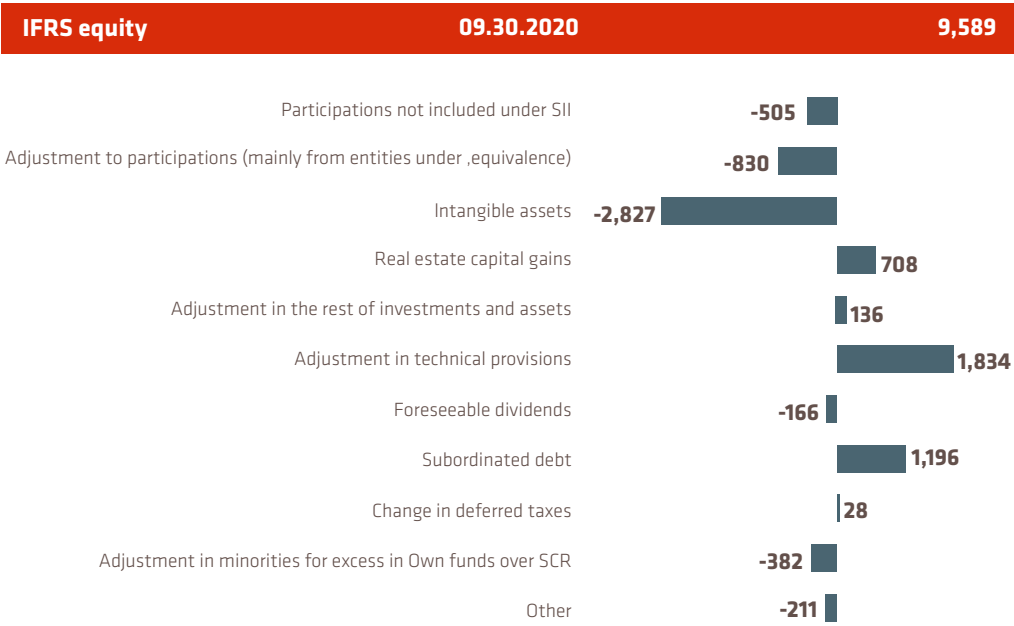 IFRS equity 09.30.2020 9,589
Participations not included under SII -505
Adjustment to participations (mainly from entities under ,equivalence) -830
Intangible assets -2,827
Real estate capital gains 708
Adjustment in the rest of investments and assets 136
Adjustment in technical provisions 1,834
Foreseeable dividends -166
Subordinated debt 1,196
Change in deferred taxes 28
Adjustment in minorities for excess in Own funds over SCR -382
Other -211